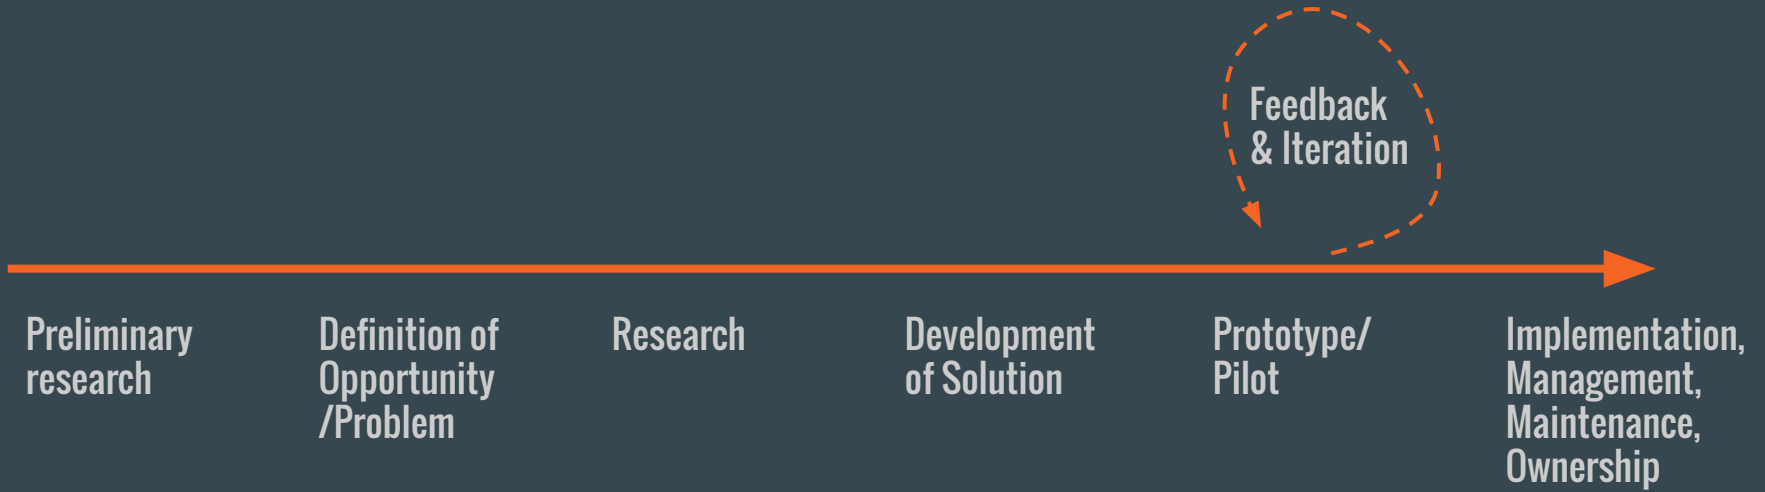 Feedback
& Iteration
Preliminary
research
Definition of
Opportunity
/Problem
Research
Development
of Solution
Prototype/
Pilot
Implementation,
Management,
Maintenance,
Ownership